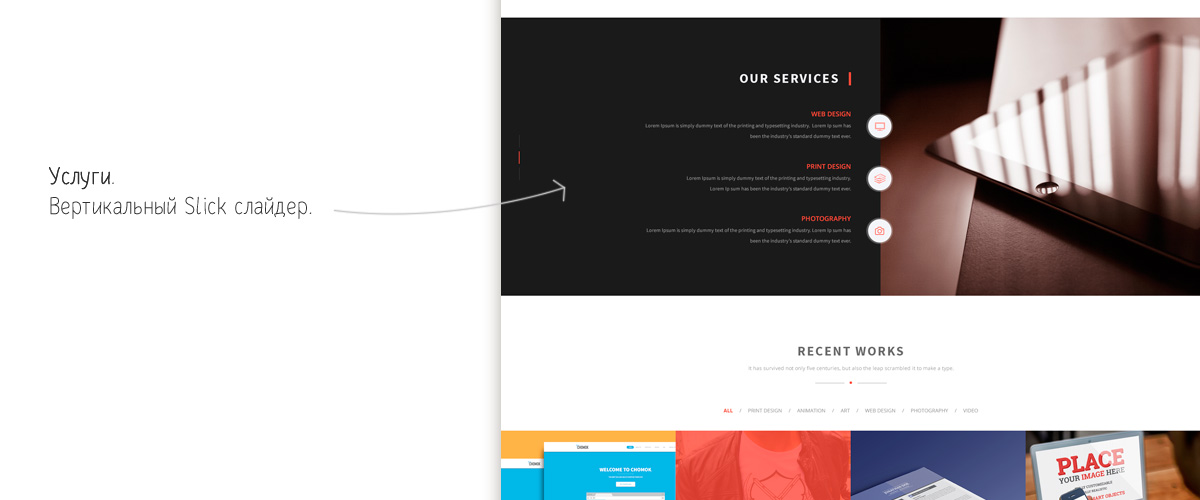 Услуги.
Вертикальный Slick слайдер.
OUR SERVICES
WEB DESIGN
Lorem Ipsum is simply dummy text of the printing and typesetting industry. Lorem Ip sum has
been the industry's standard dummy text ever.
PRINT DESIGN
Lorem Ipsum is simply dummy text of the printing and typesetting industry.
Lorem Ip sum has been the industry's standard dummy text ever.
PHOTOGRAPHY
Lorem Ipsum is simply dummy text of the printing and typesetting industry. Lorem Ip sum has
been the industry's standard dummy text ever.
RECENT WORKS
It has survived not only five centuries, but also the leap scrambled it to make a type.
ALL / PRINT DESIGN / ANIMATION / ART / WEB DESIGN / PHOTOGRAPHY / VIDEO
WELCOME TO CHOMOK
PLACE
YOUR IMAGE HERE
SMART OBJECTS